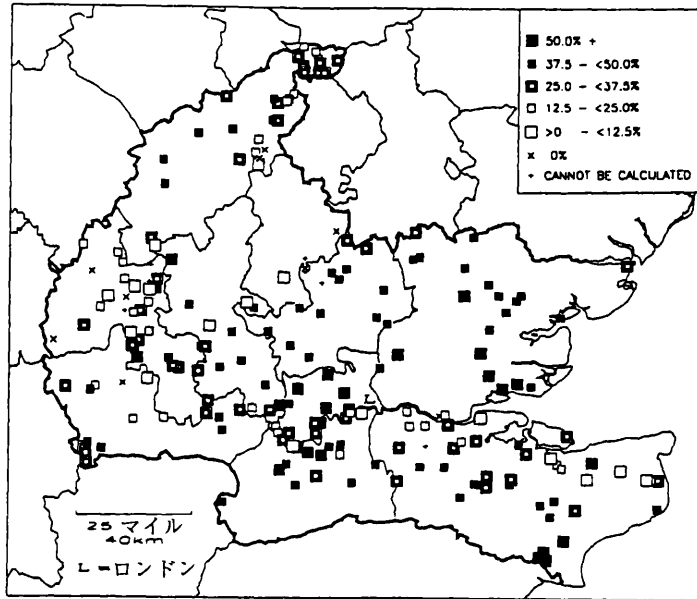 50.0% +
37.5 - <50.0%
25.0 - <37.5%
12.5 - <25.0%
>0 - <12.5%
× 0%
+ CANNOT BE CALCULATED
L
25 マイル
40km
L=ロンドン